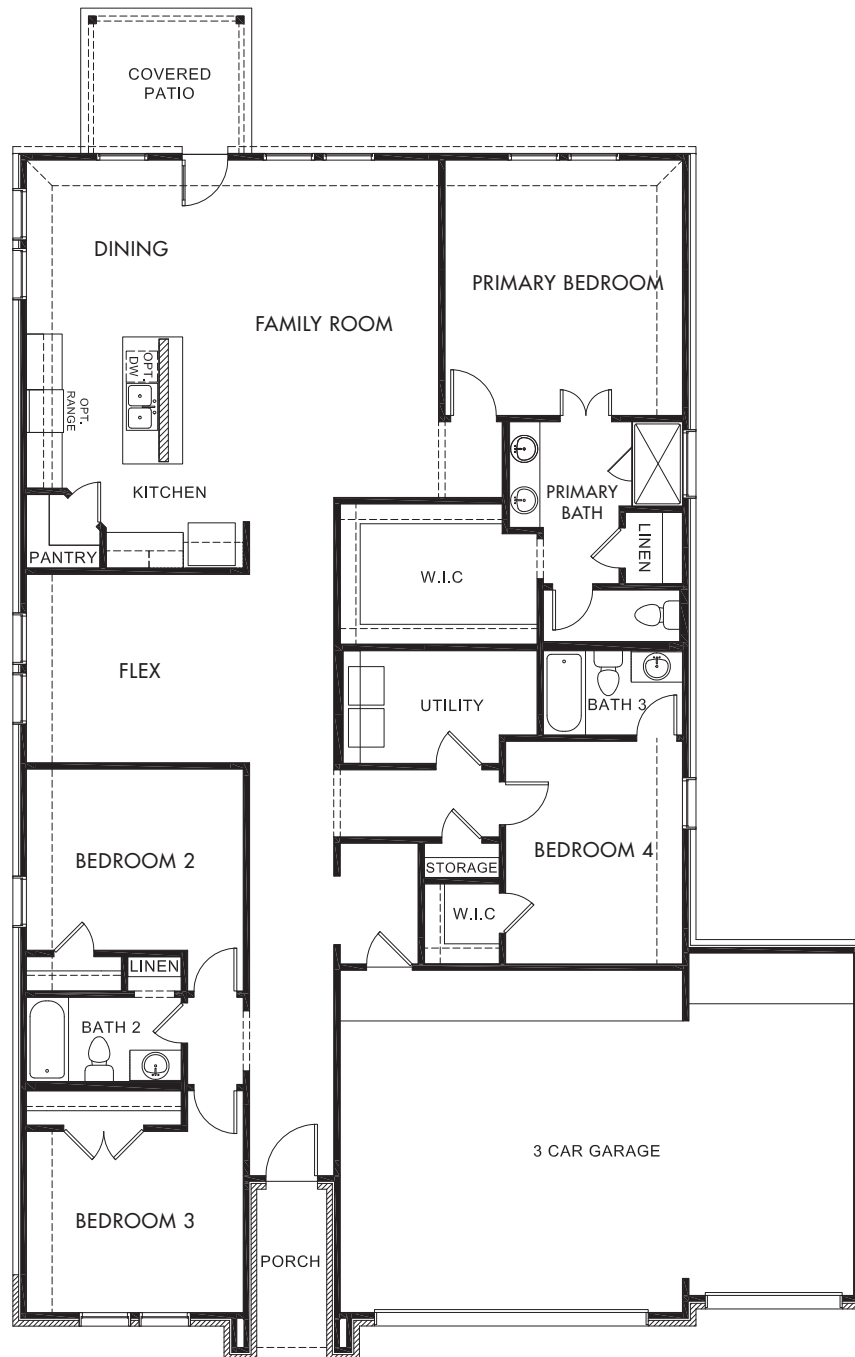 COVERED
PATIO
DINING
PRIMARY BEDROOM
FAMILY ROOM
OPT.
DW
OPT.
RANGE
KITCHEN
PRIMARY
BATH
LINEN
PANTRY
W.I.C
FLEX
UTILITY
BATH 3
BEDROOM 2
BEDROOM 4
STORAGE
W.I.C
LINEN
BATH 2
3 CAR GARAGE
BEDROOM 3
PORCH